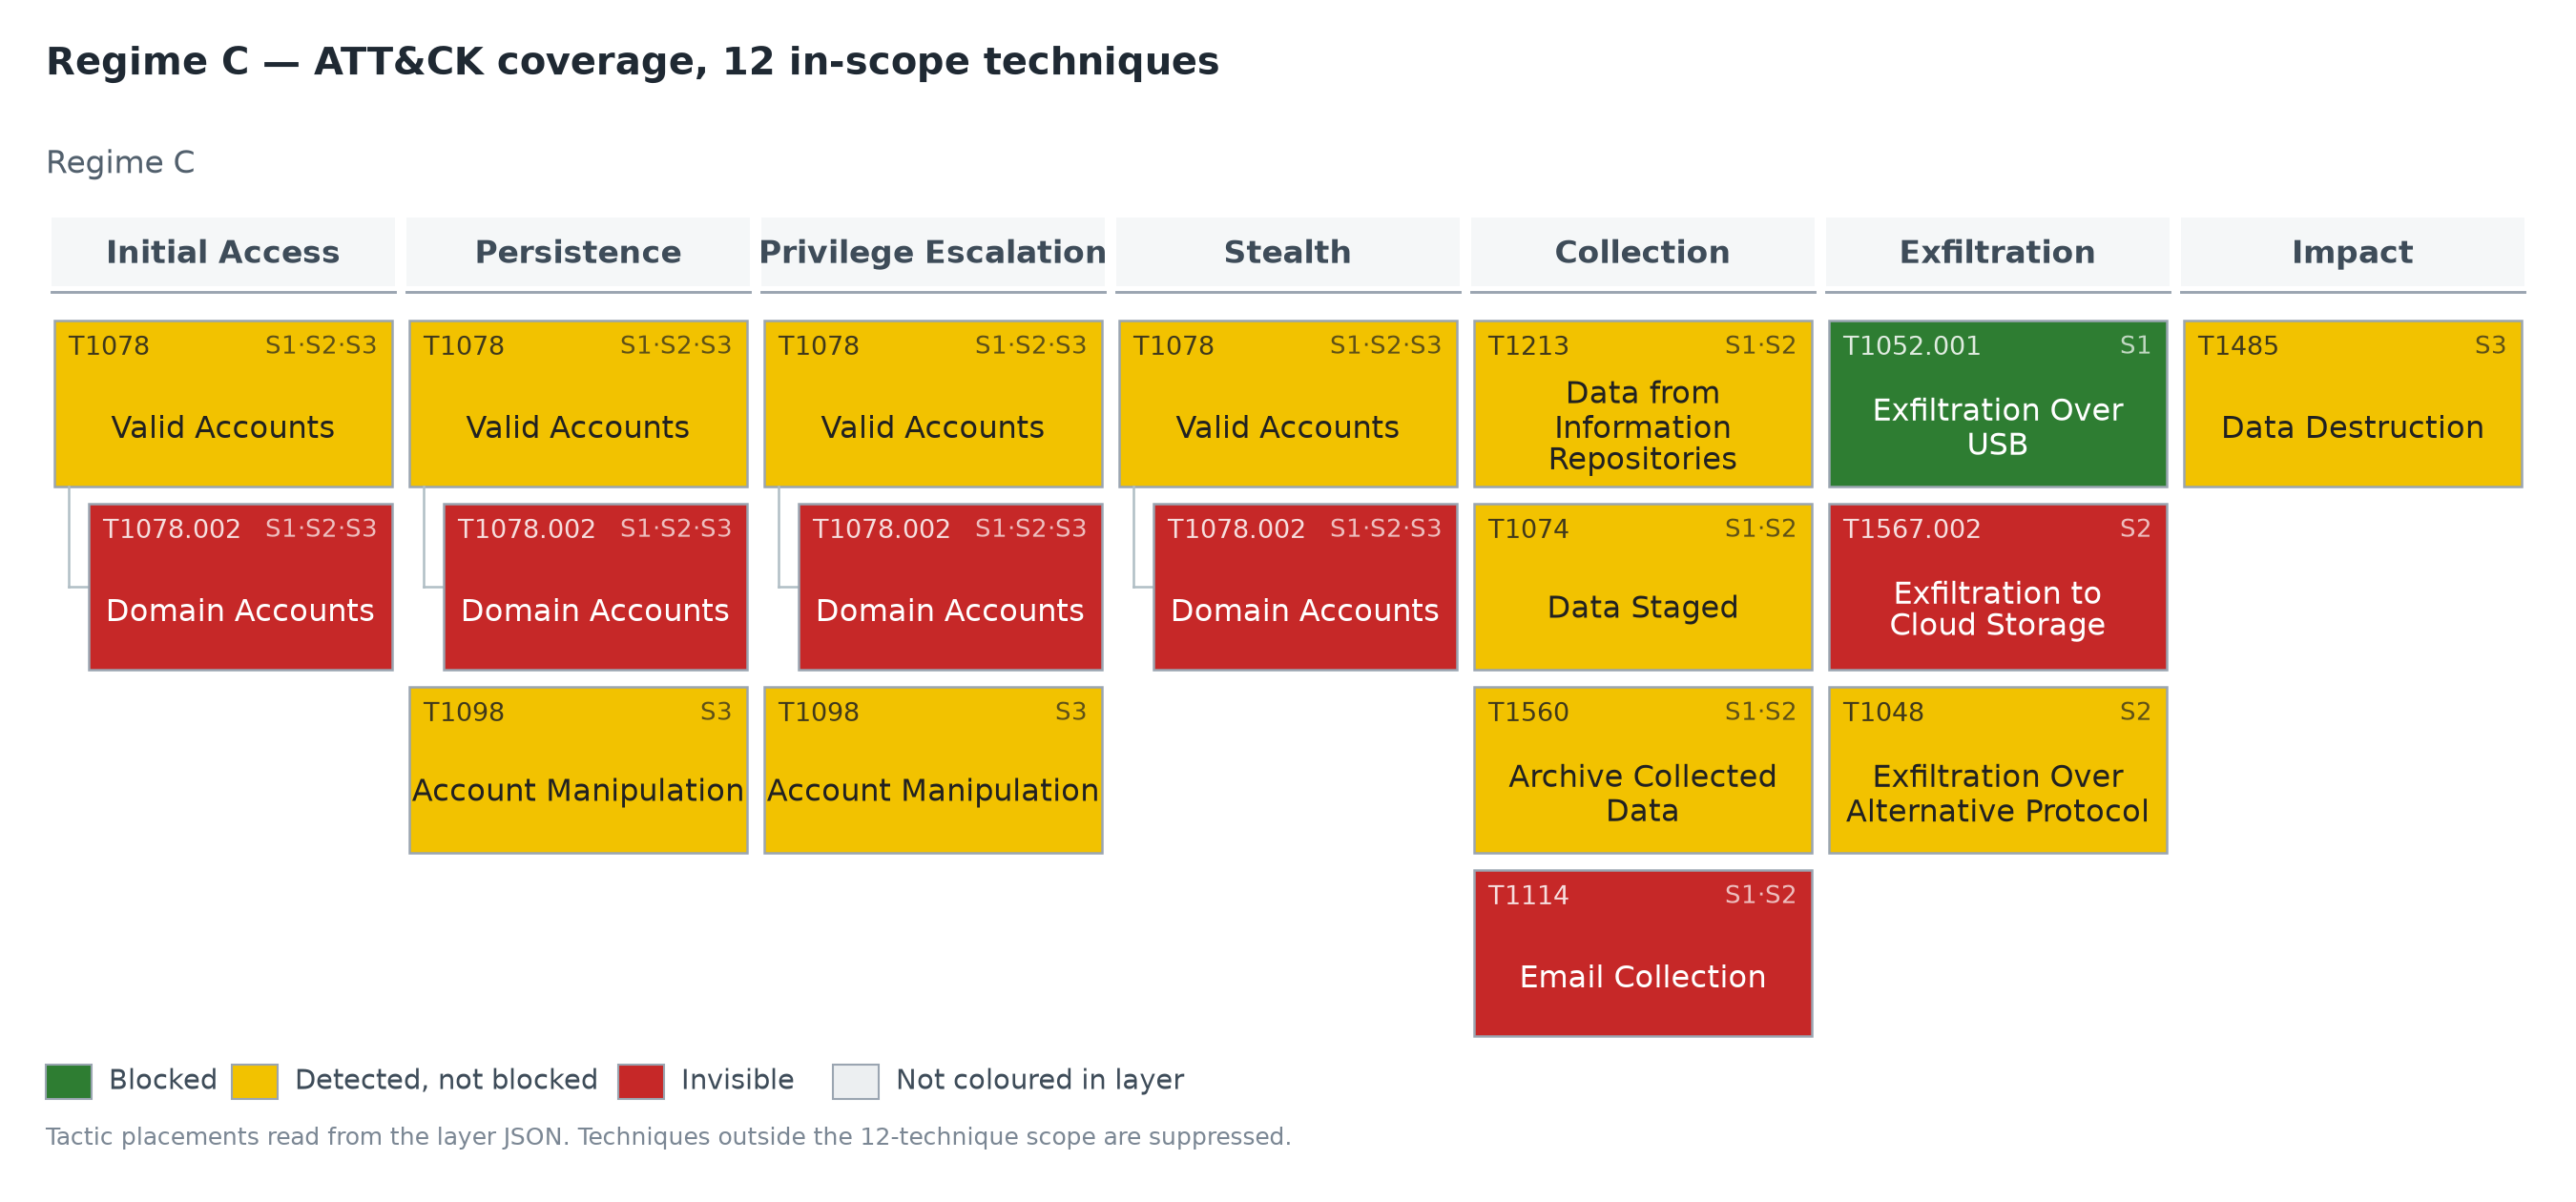 Regime C — ATT&CK coverage, 12 in-scope techniques
Regime C
Initial Access
Persistence
Privilege Escalation
Stealth
Collection
Exfiltration
Impact
T1078 S1·S2·S3
Valid Accounts
T1078.002 S1·S2·S3
Domain Accounts
T1078 S1·S2·S3
Valid Accounts
T1078.002 S1·S2·S3
Domain Accounts
T1098 S3
Account Manipulation
T1078 S1·S2·S3
Valid Accounts
T1078.002 S1·S2·S3
Domain Accounts
T1098 S3
Account Manipulation
T1078 S1·S2·S3
Valid Accounts
T1078.002 S1·S2·S3
Domain Accounts
T1213 S1·S2
Data from
Information
Repositories
T1074 S1·S2
Data Staged
T1560 S1·S2
Archive Collected
Data
T1114 S1·S2
Email Collection
T1052.001 S1
Exfiltration Over
USB
T1567.002 S2
Exfiltration to
Cloud Storage
T1048 S2
Exfiltration Over
Alternative Protocol
T1485 S3
Data Destruction
Blocked
Detected, not blocked
Invisible
Not coloured in layer
Tactic placements read from the layer JSON. Techniques outside the 12-technique scope are suppressed.